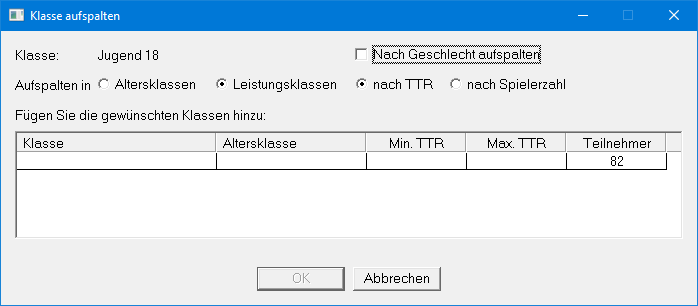 Klasse aufspalten
Klasse: Jugend 18 Nach Geschlecht aufspalten
Aufspalten in Altersklassen Leistungsklassen nach TTR nach Spielerzahl
Fügen Sie die gewünschten Klassen hinzu:
Klasse Altersklasse Min. TTR Max. TTR Teilnehmer
82
OK Abbrechen